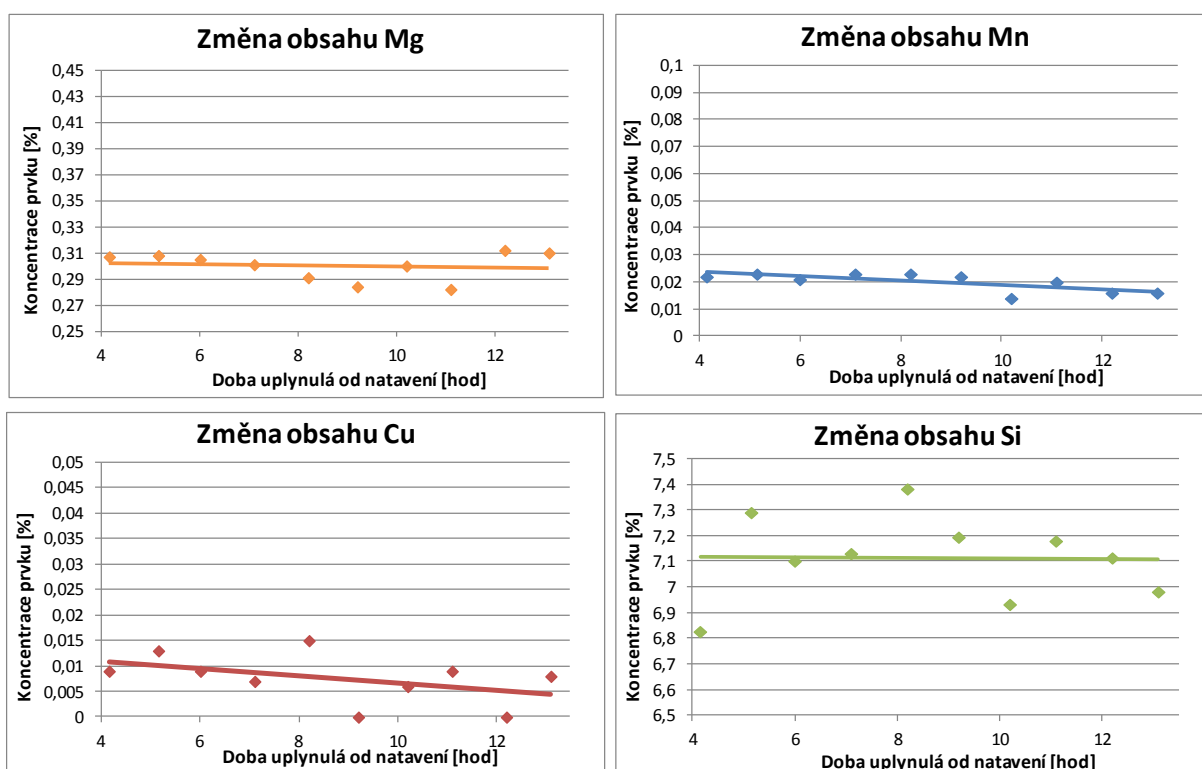 Změna obsahu Mg
Koncentrace prvku [%]
0,45
0,43
0,41
0,39
0,37
0,35
0,33
0,31
0,29
0,27
0,25
4 6 8 10 12
Doba uplynulá od natavení [hod]
Změna obsahu Mn
Koncentrace prvku [%]
0,1
0,09
0,08
0,07
0,06
0,05
0,04
0,03
0,02
0,01
0
4 6 8 10 12
Doba uplynulá od natavení [hod]
Změna obsahu Cu
Koncentrace prvku [%]
0,05
0,045
0,04
0,035
0,03
0,025
0,02
0,015
0,01
0,005
0
4 6 8 10 12
Doba uplynulá od natavení [hod]
Změna obsahu Si
Koncentrace prvku [%]
7,5
7,4
7,3
7,2
7,1
7
6,9
6,8
6,7
6,6
6,5
4 6 8 10 12
Doba uplynulá od natavení [hod]